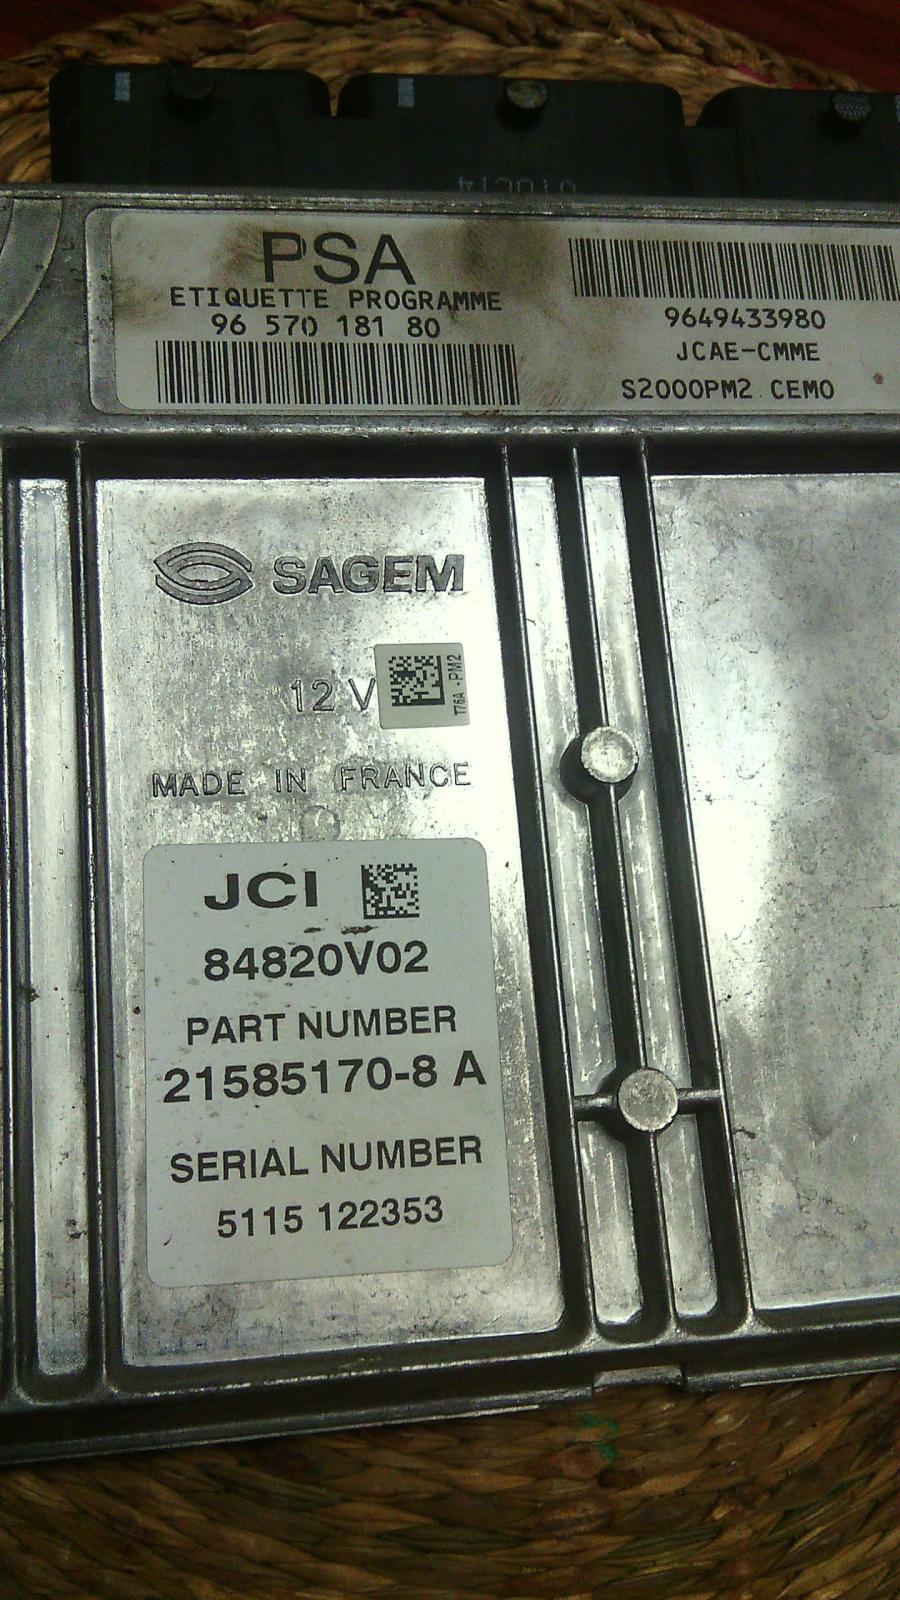 PSA
ETIQUETTE PROGRAMME
96 570 181 80
9649433980
JCAE-CMME
S2000PM2 CEMO
SAGEM
12 V
T76A -PM2
MADE IN FRANCE
JCI
84820V02
PART NUMBER
21585170-8 A
SERIAL NUMBER
5115 122353